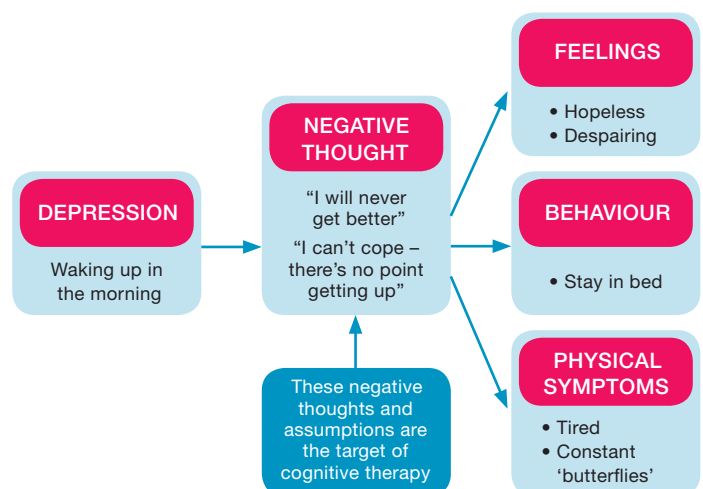 DEPRESSION
Waking up in
the morning
NEGATIVE
THOUGHT
“I will never
get better”
“I can’t cope –
there’s no point
getting up”
These negative
thoughts and
assumptions are
the target of
cognitive therapy
FEELINGS
• Hopeless
• Despairing
BEHAVIOUR
• Stay in bed
PHYSICAL
SYMPTOMS
• Tired
• Constant
‘butterflies’